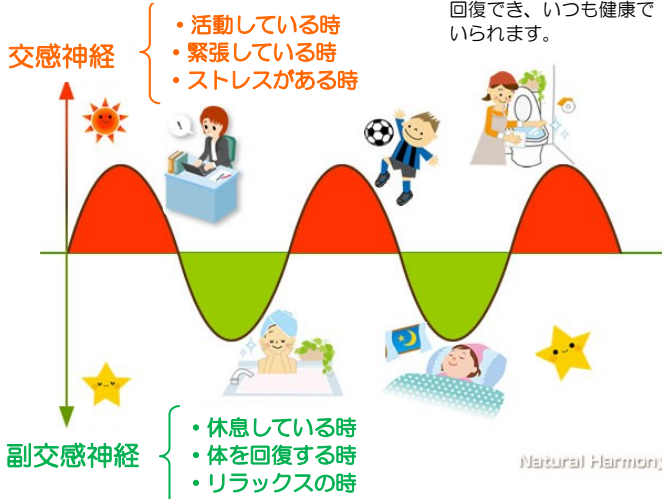 回復でき、いつも健康で
いられます。
交感神経
・活動している時
・緊張している時
・ストレスがある時
副交感神経
・休息している時
・体を回復する時
・リラックスの時
Natural Harmony